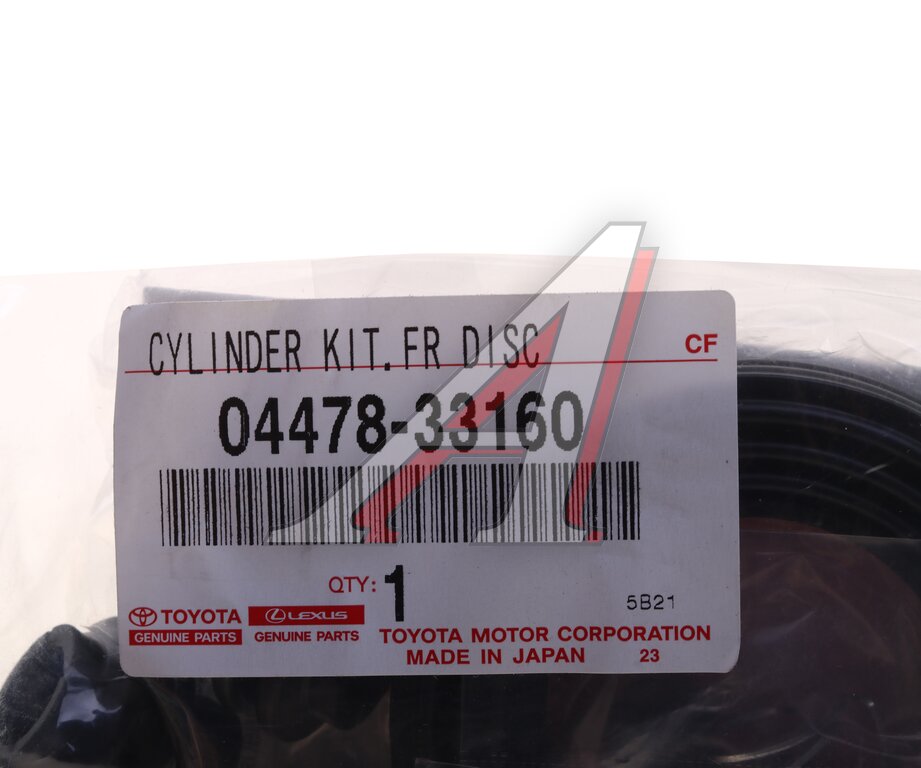 CYLINDER KIT.FR DISC
CF
04478-33160
QTY: 1
5B21
TOYOTA
GENUINE PARTS
LEXUS
GENUINE PARTS
TOYOTA MOTOR CORPORATION
MADE IN JAPAN 23